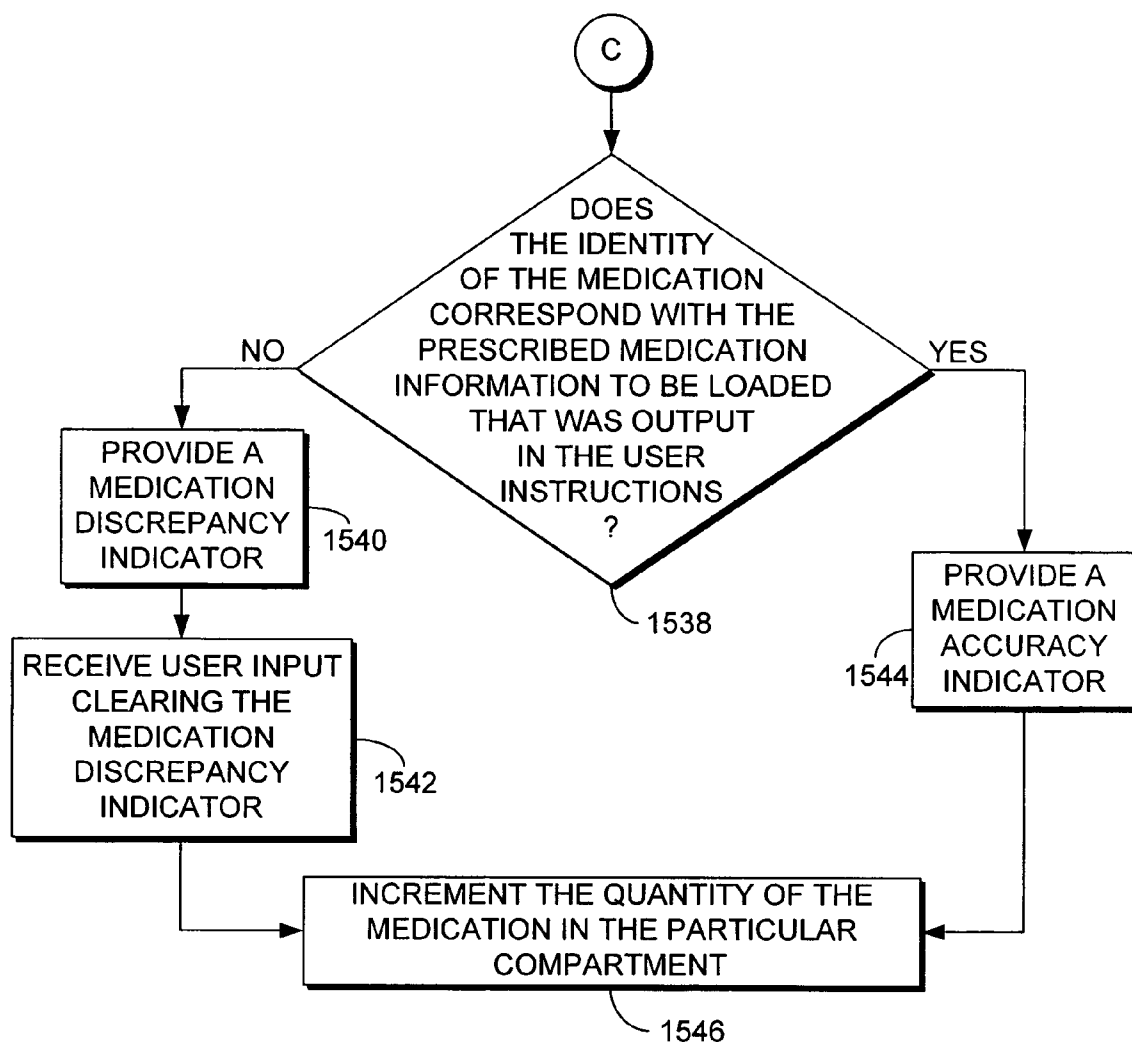 C
DOES
THE IDENTITY
OF THE MEDICATION
CORRESPOND WITH THE
PRESCRIBED MEDICATION
INFORMATION TO BE LOADED
THAT WAS OUTPUT
IN THE USER
INSTRUCTIONS
?
NO
YES
1538
PROVIDE A
MEDICATION
DISCREPANCY
INDICATOR
1540
RECEIVE USER INPUT
CLEARING THE
MEDICATION
DISCREPANCY
INDICATOR
1542
PROVIDE A
MEDICATION
ACCURACY
INDICATOR
1544
INCREMENT THE QUANTITY OF THE
MEDICATION IN THE PARTICULAR
COMPARTMENT
1546